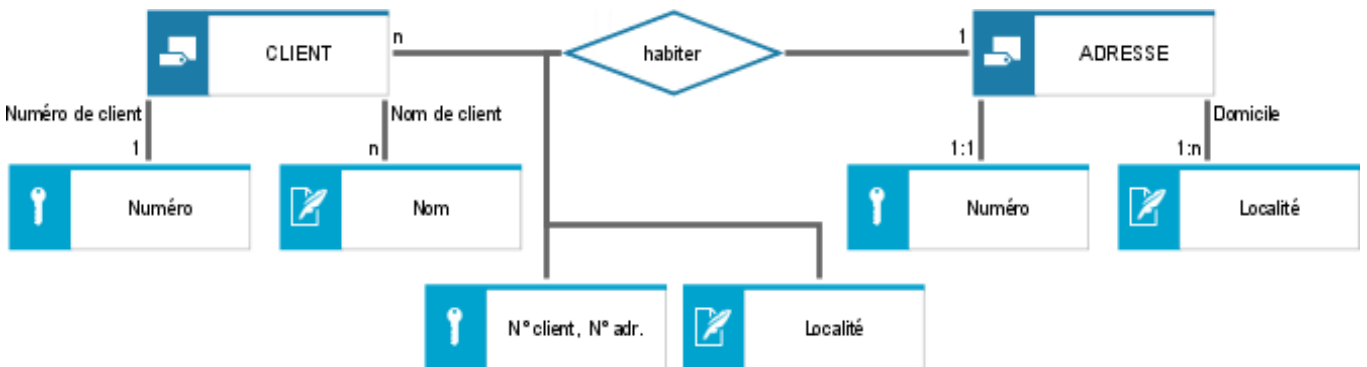 CLIENT
n
habiter
1
ADRESSE
Numéro de client
Nom de client
Domicile
1
n
1:1
1:n
Numéro
Nom
Numéro
Localité
N° client, N° adr.
Localité